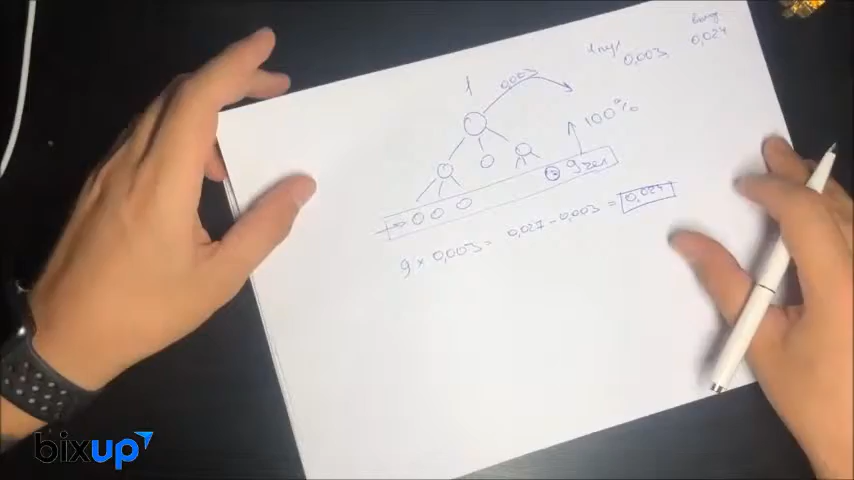 1
0,003
0,003
0,024
100%
9 чел
9 × 0,003 = 0,027 - 0,003 = 0,024
bixup